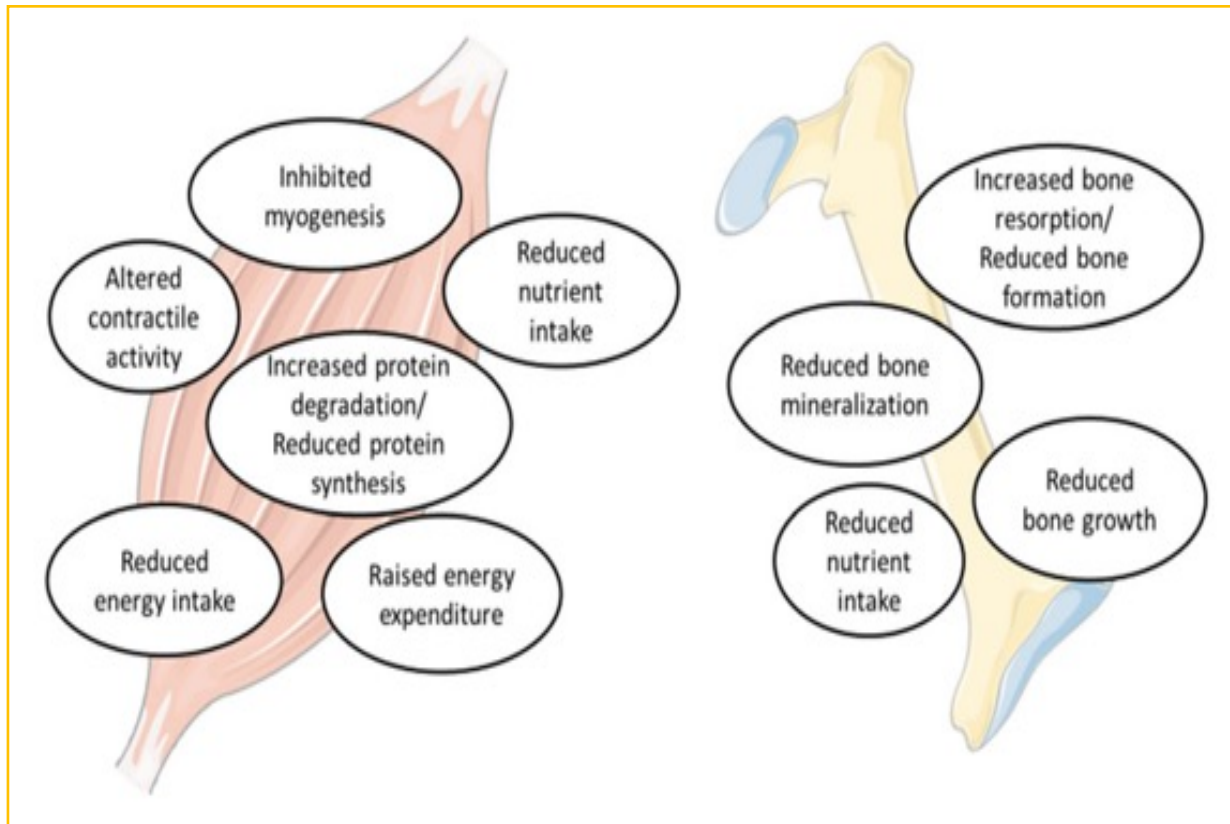 Inhibited
myogenesis
Altered
contractile
activity
Reduced
nutrient
intake
Increased protein
degradation/
Reduced protein
synthesis
Reduced
energy intake
Raised energy
expenditure
Increased bone
resorption/
Reduced bone
formation
Reduced bone
mineralization
Reduced
nutrient
intake
Reduced
bone growth